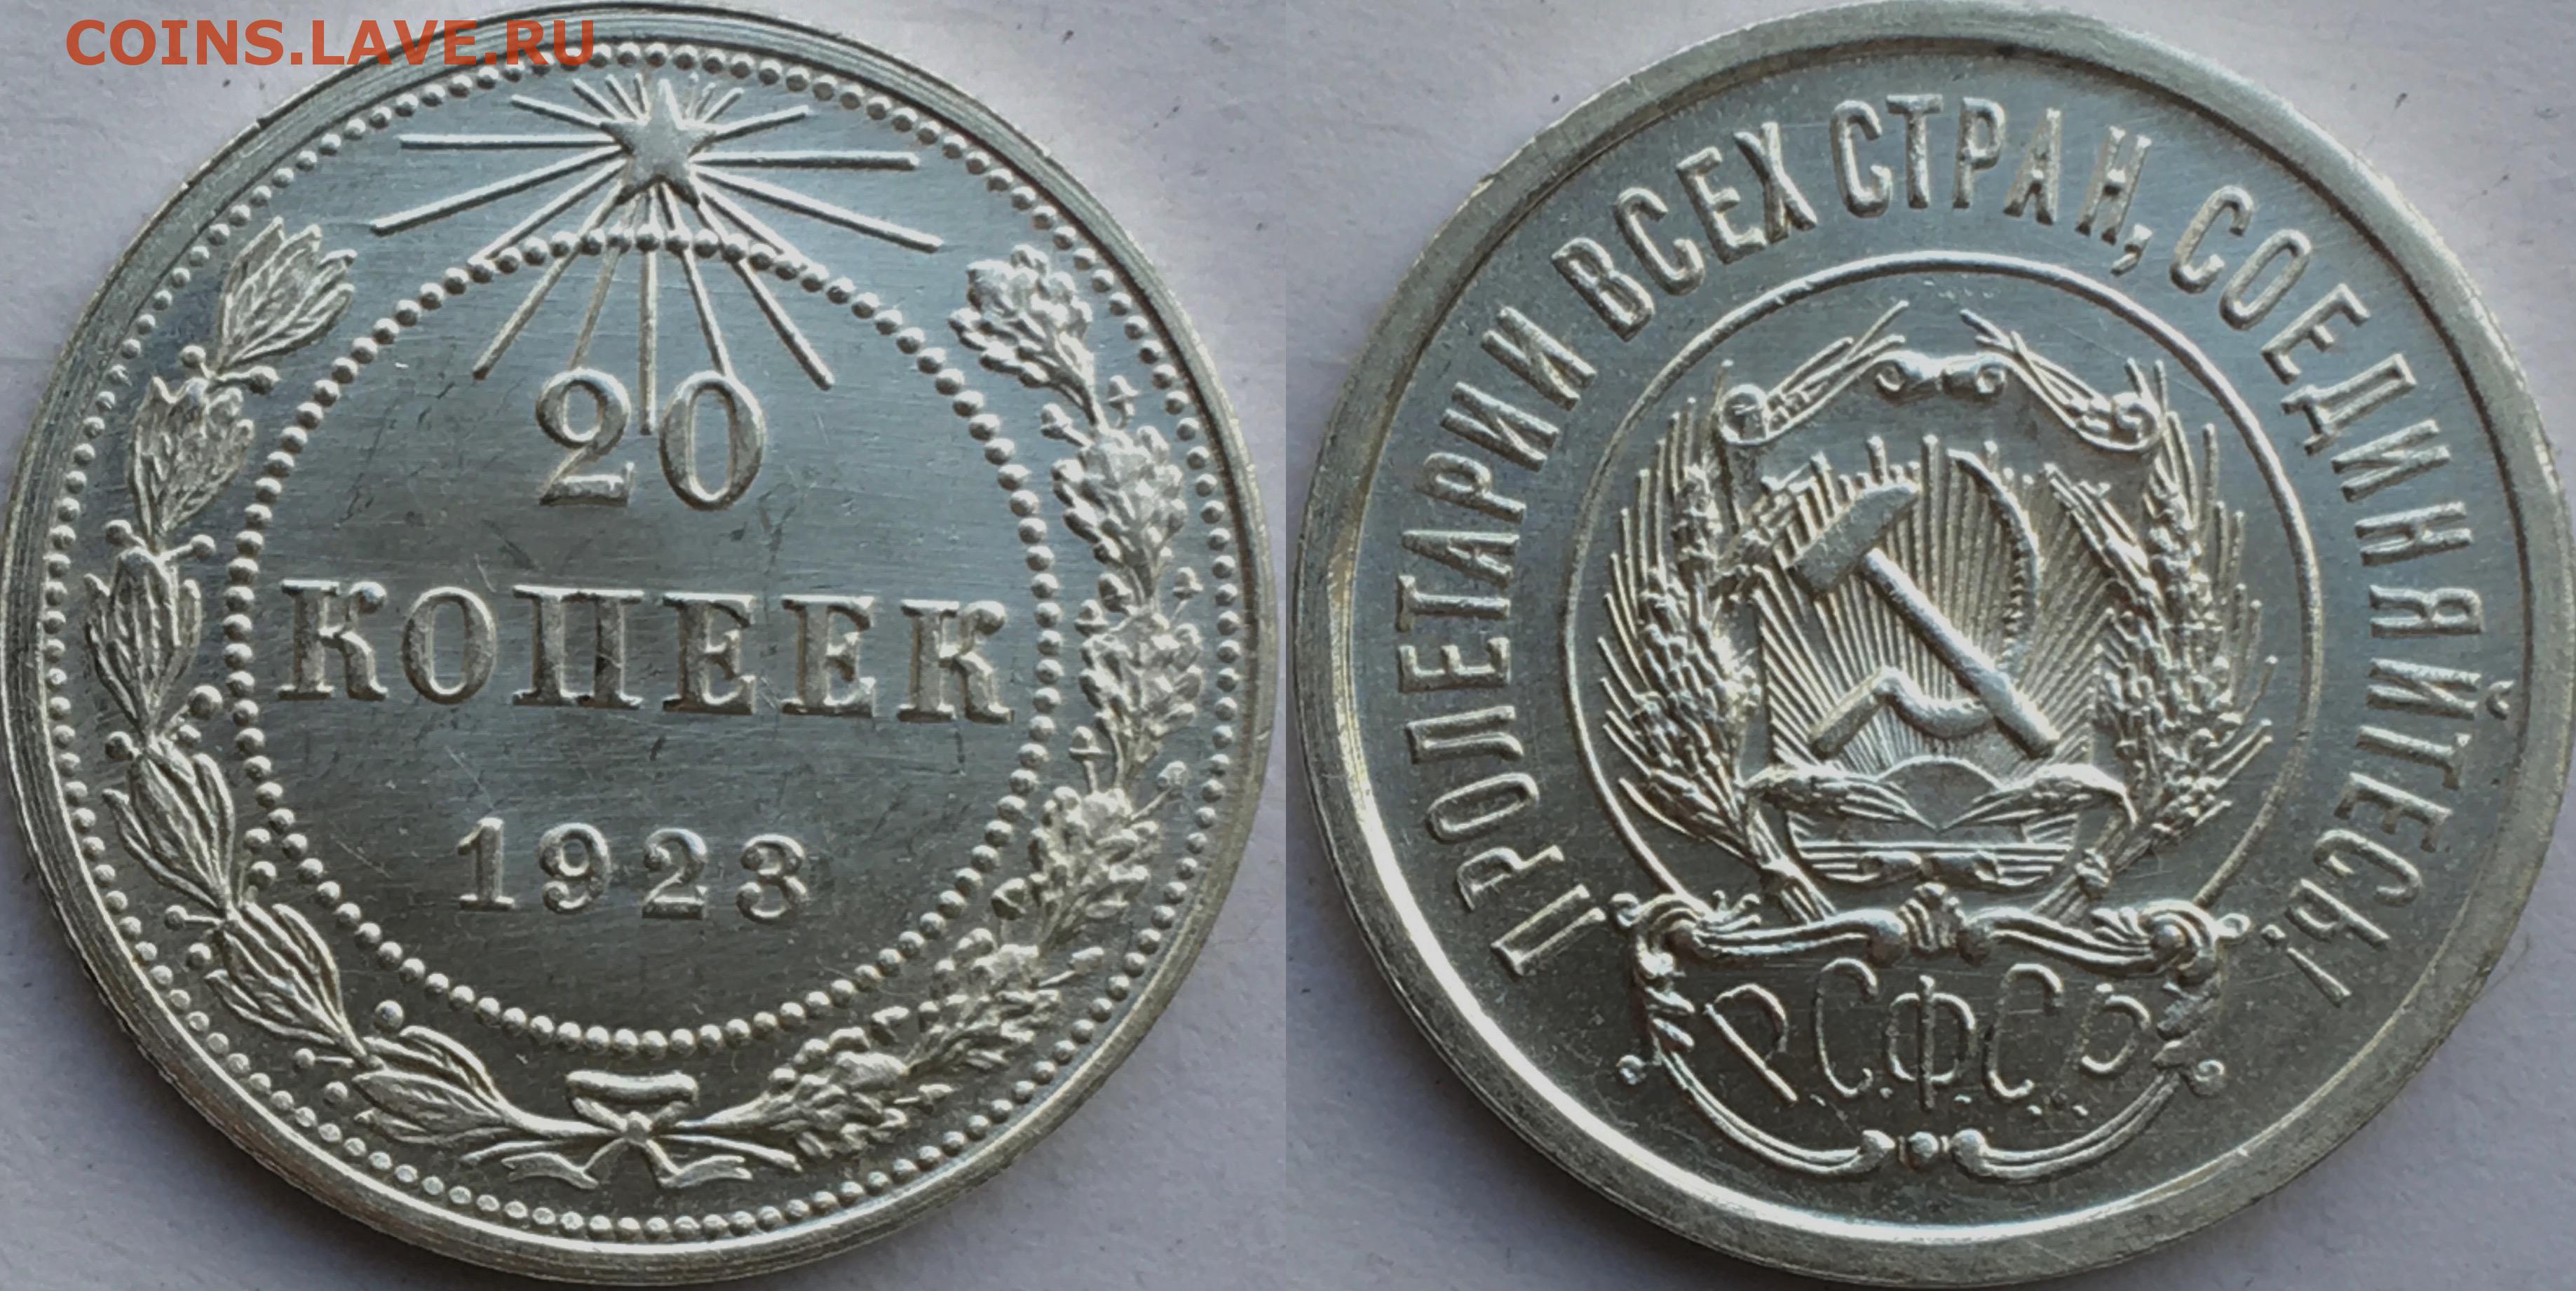 COINS.LAVE.RU
20
КОПЕЕК
1923
ПРОЛЕТАРИИ ВСЕХ СТРАН, СОЕДИНЯЙТЕСЬ!
Р.С.Ф.С.Р.